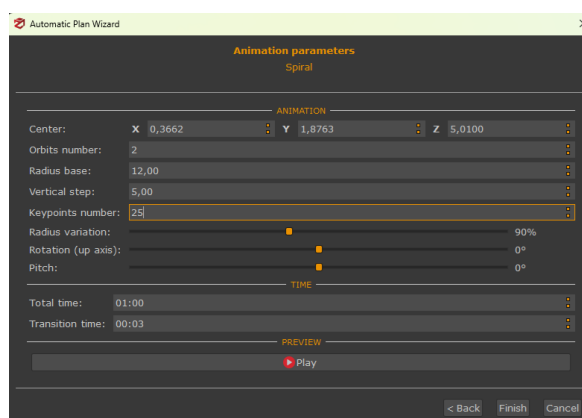 Automatic Plan Wizard
Animation parameters
Spiral
ANIMATION
Center: X 0,3662 Y 1,8763 Z 5,0100
Orbits number: 2
Radius base: 12,00
Vertical step: 5,00
Keypoints number: 25
Radius variation: 90%
Rotation (up axis): 0°
Pitch: 0°
TIME
Total time: 01:00
Transition time: 00:03
PREVIEW
Play
< Back Finish Cancel